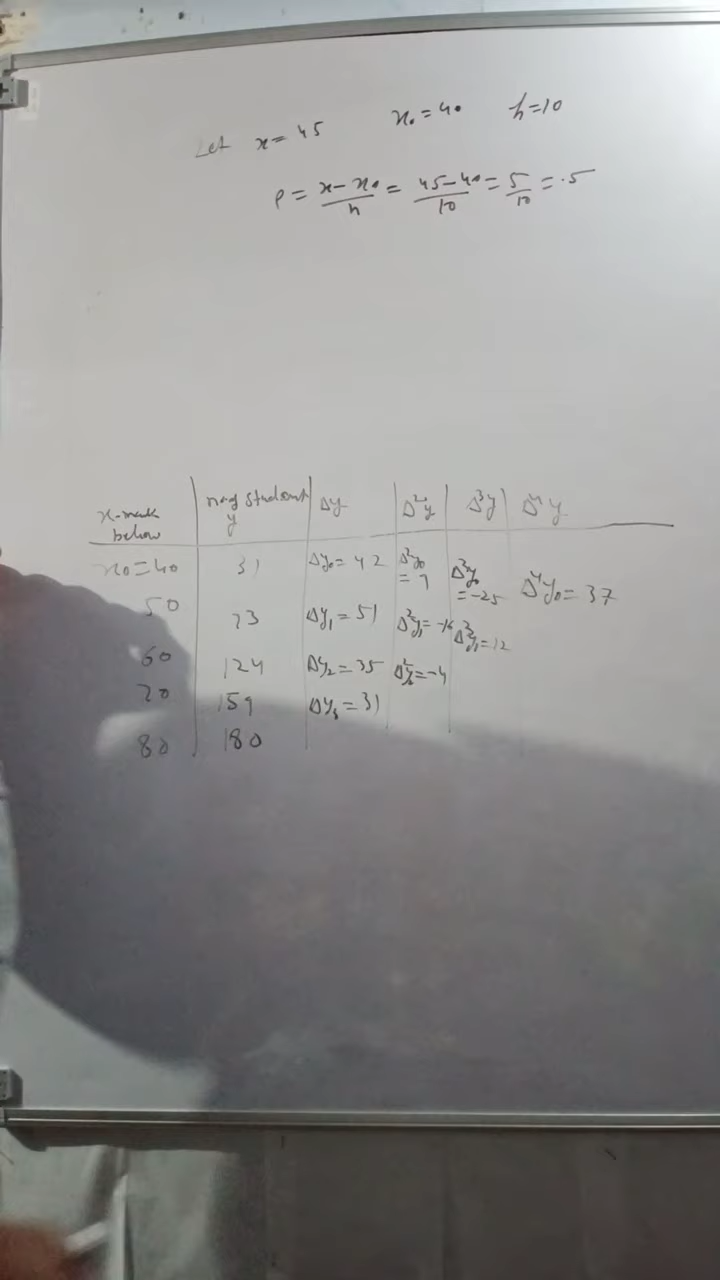 Let x = 45 x₀ = 40 h = 10
p = x - x₀ / h = 45 - 40 / 10 = 5 / 10 = .5
x-mark below | no of student y | Δy | Δ²y | Δ³y | Δ⁴y
x₀ = 40 | 31 | Δy₀ = 42 | Δ²y₀ = 9 | Δ³y₀ = -25 | Δ⁴y₀ = 37
50 | 73 | Δy₁ = 51 | Δ²y₁ = -16 | Δ³y₁ = 12
60 | 124 | Δy₂ = 35 | Δ²y₂ = -4
70 | 159 | Δy₃ = 31
80 | 180